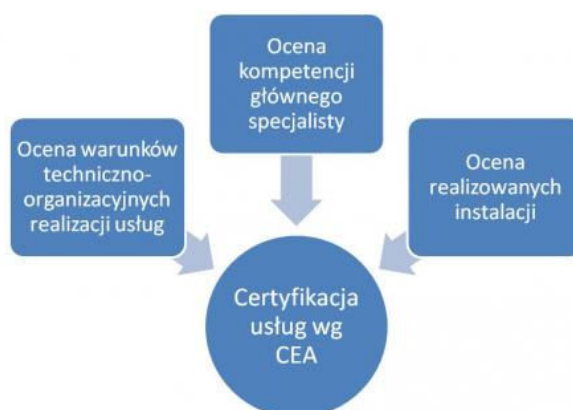 Ocena
kompetencji
głównego
specjalisty
Ocena warunków
techniczno-
organizacyjnych
realizacji usług
Ocena
realizowanych
instalacji
Certyfikacja
usług wg
CEA